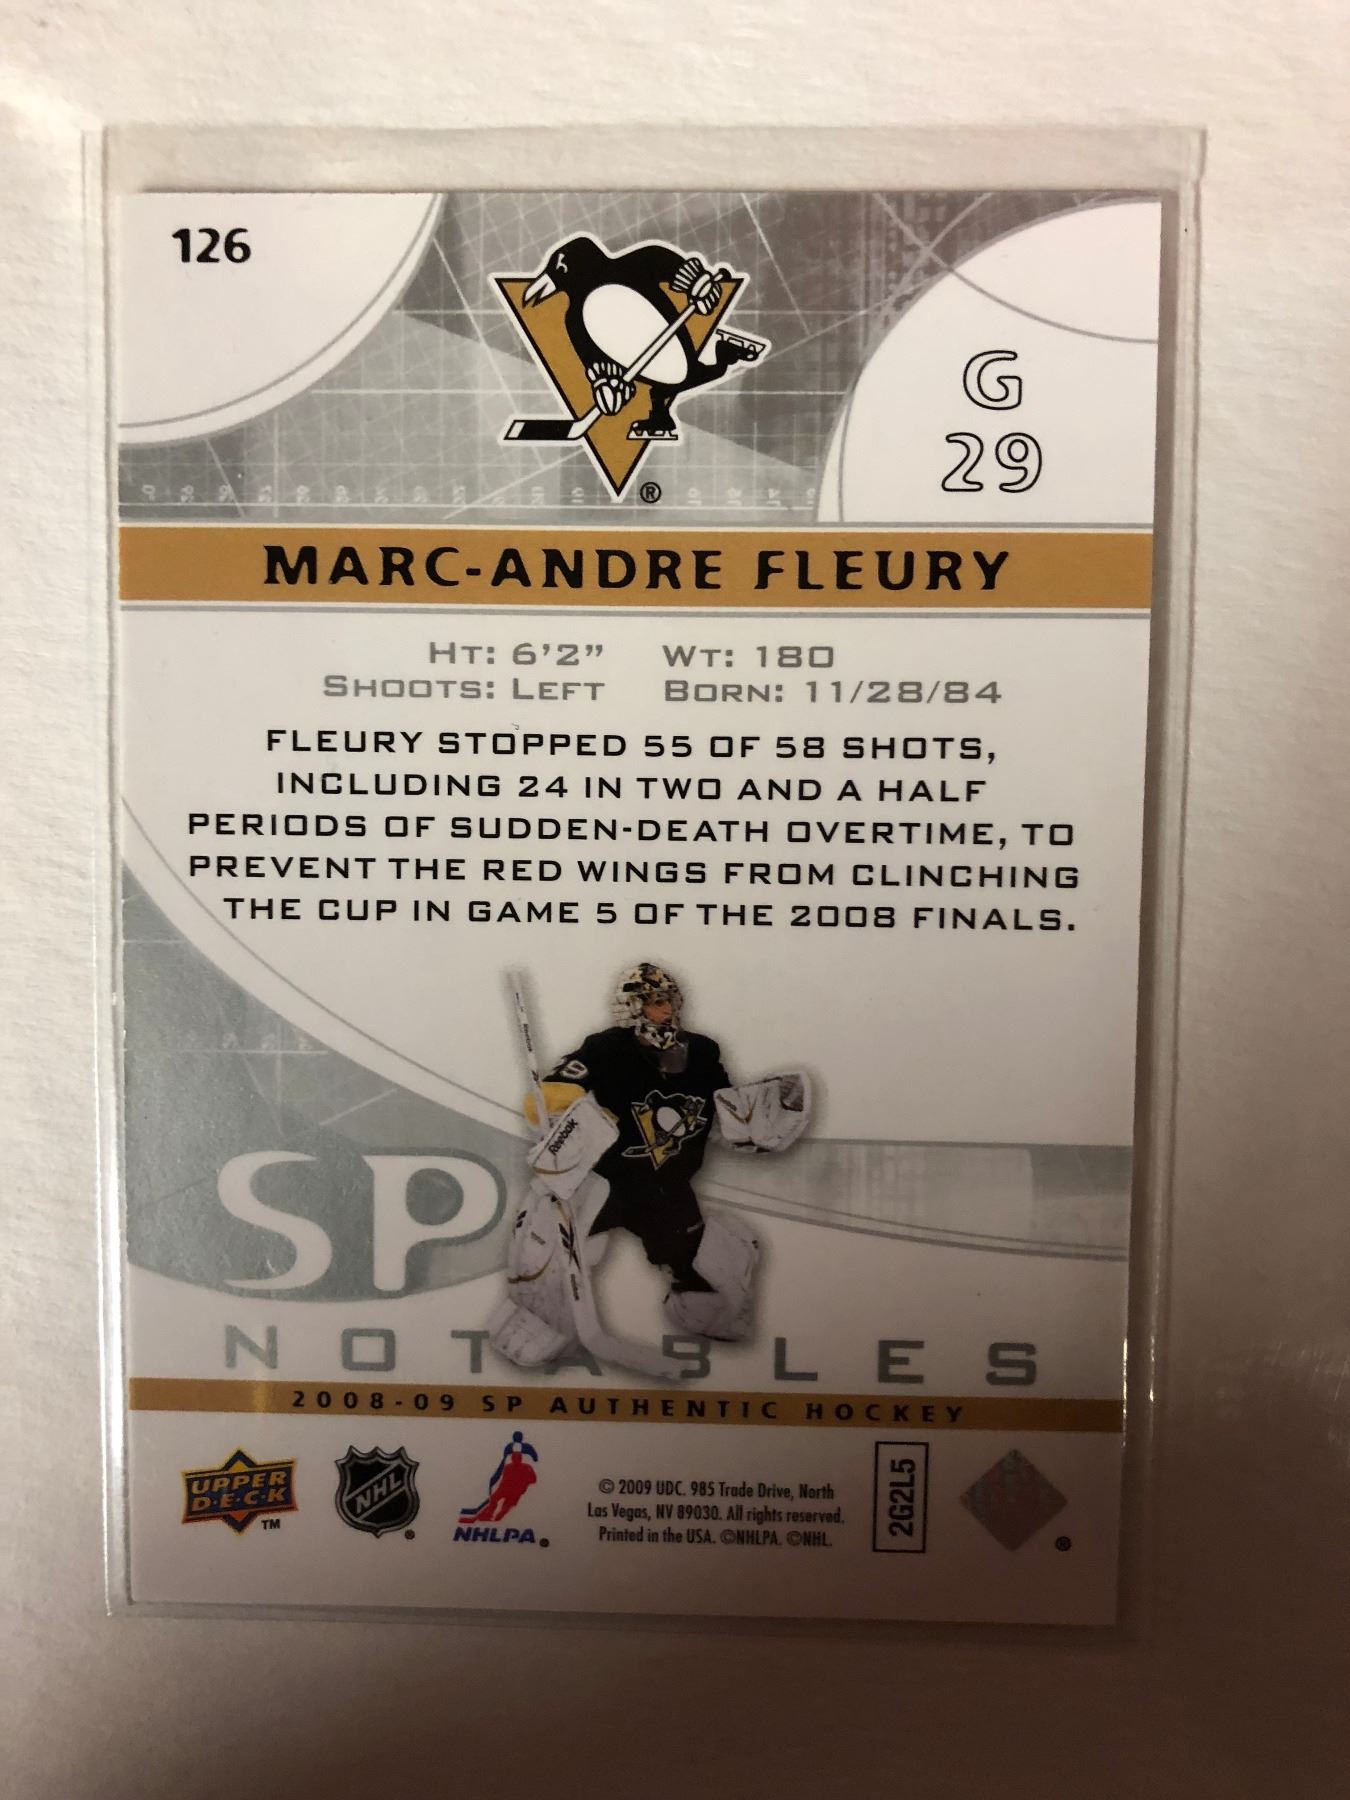 126
G
29
®
MARC-ANDRE FLEURY
HT: 6'2" WT: 180
SHOOTS: LEFT BORN: 11/28/84
FLEURY STOPPED 55 OF 58 SHOTS,
INCLUDING 24 IN TWO AND A HALF
PERIODS OF SUDDEN-DEATH OVERTIME, TO
PREVENT THE RED WINGS FROM CLINCHING
THE CUP IN GAME 5 OF THE 2008 FINALS.
Reebok
SP
NOTABLES
2008-09 SP AUTHENTIC HOCKEY
UPPER
D·E·C·K
TM
NHL
®
NHLPA®
© 2009 UDC. 985 Trade Drive, North
Las Vegas, NV 89030. All rights reserved.
Printed in the USA. ©NHLPA. ©NHL.
2G2L5
®